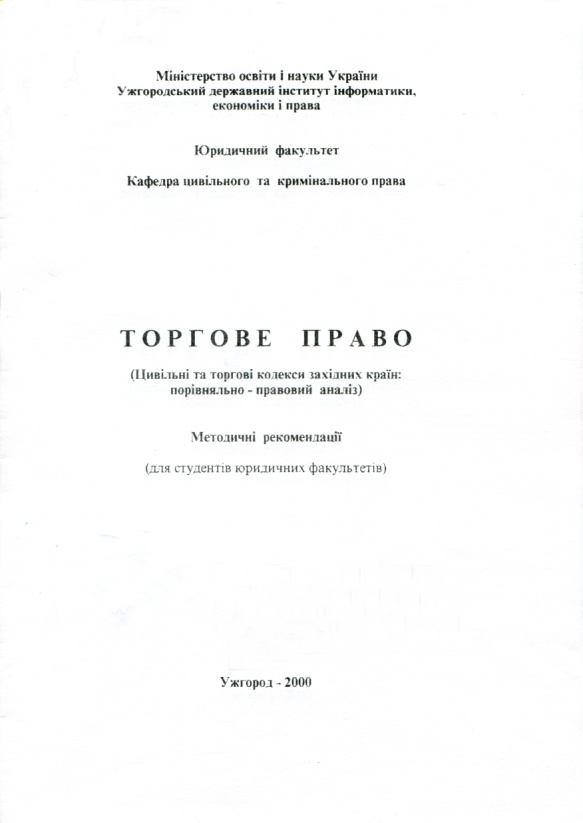 Міністерство освіти і науки України
Ужгородський державний інститут інформатики,
економіки і права
Юридичний факультет
Кафедра цивільного та кримінального права
ТОРГОВЕ ПРАВО
(Цивільні та торгові кодекси західних країн:
порівняльно - правовий аналіз)
Методичні рекомендації
(для студентів юридичних факультетів)
Ужгород - 2000